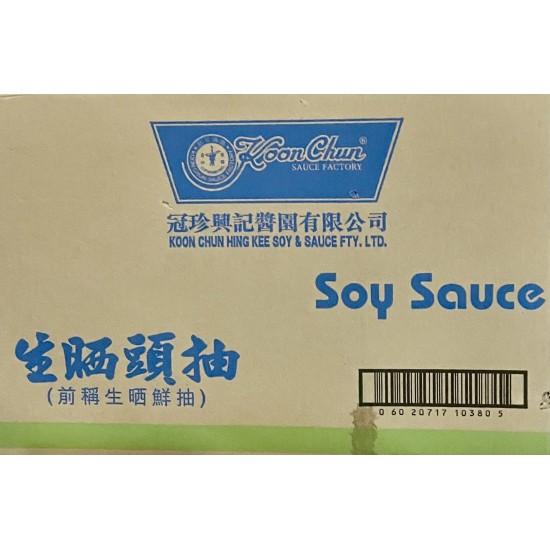 Koon Chun®
SAUCE FACTORY
冠珍興記醬園有限公司
KOON CHUN HING KEE SOY & SAUCE FTY. LTD.
Soy Sauce
生晒頭抽
(前稱生晒鮮抽)
0 60 20717 10380 5